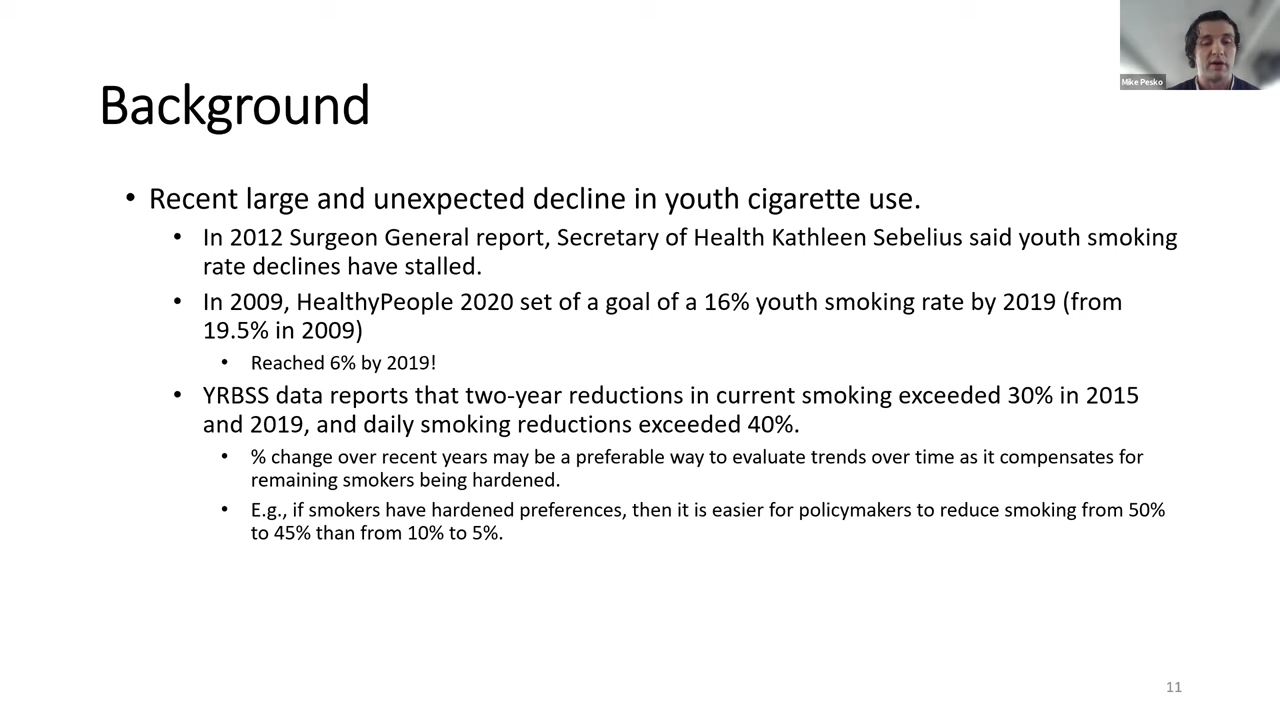 Mike Pesko
Background
• Recent large and unexpected decline in youth cigarette use.
• In 2012 Surgeon General report, Secretary of Health Kathleen Sebelius said youth smoking
rate declines have stalled.
• In 2009, HealthyPeople 2020 set of a goal of a 16% youth smoking rate by 2019 (from
19.5% in 2009)
• Reached 6% by 2019!
• YRBSS data reports that two-year reductions in current smoking exceeded 30% in 2015
and 2019, and daily smoking reductions exceeded 40%.
• % change over recent years may be a preferable way to evaluate trends over time as it compensates for
remaining smokers being hardened.
• E.g., if smokers have hardened preferences, then it is easier for policymakers to reduce smoking from 50%
to 45% than from 10% to 5%.
11